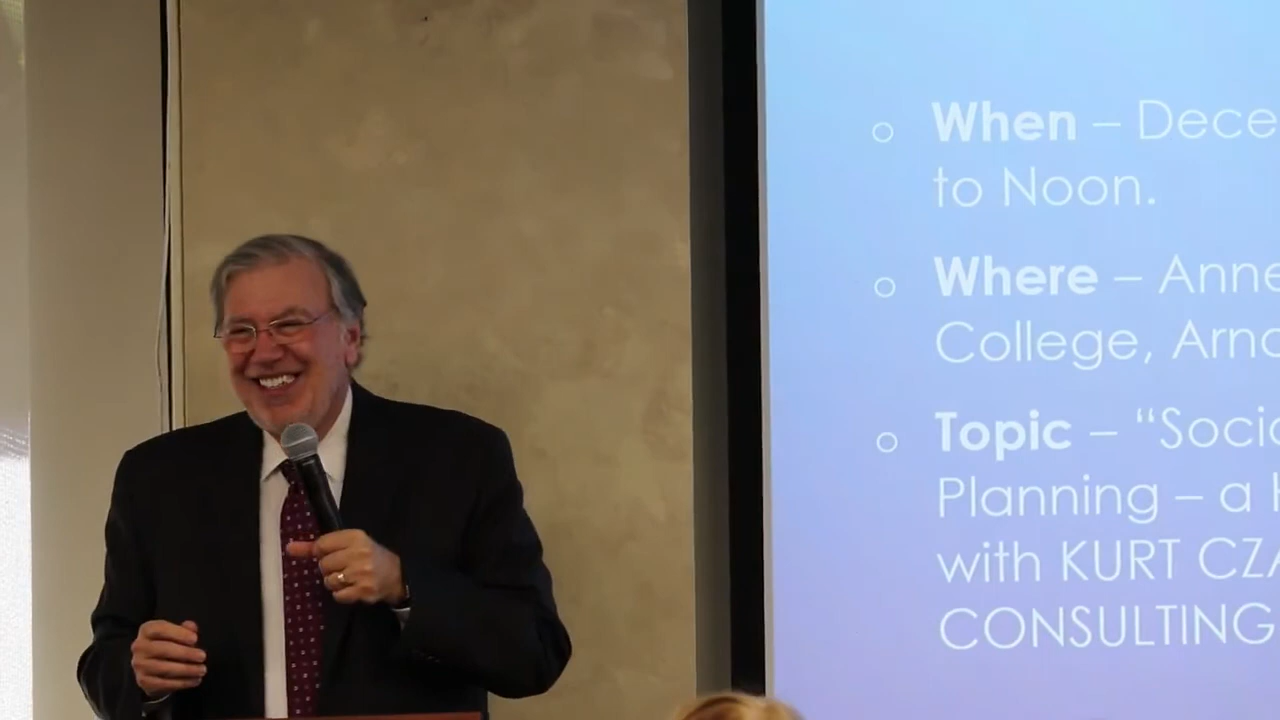 When – Dece
to Noon.
Where – Anne
College, Arno
Topic – “Socia
Planning – a
with KURT CZA
CONSULTING